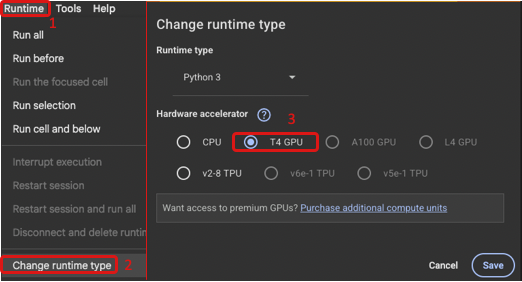 Runtime Tools Help
1
Run all
Run before
Run the focused cell
Run selection
Run cell and below
Interrupt execution
Restart session
Restart session and run all
Disconnect and delete runtim
Change runtime type 2
Change runtime type
Runtime type
Python 3
Hardware accelerator ?
3
CPU T4 GPU A100 GPU L4 GPU
v2-8 TPU v6e-1 TPU v5e-1 TPU
Want access to premium GPUs? Purchase additional compute units
Cancel Save